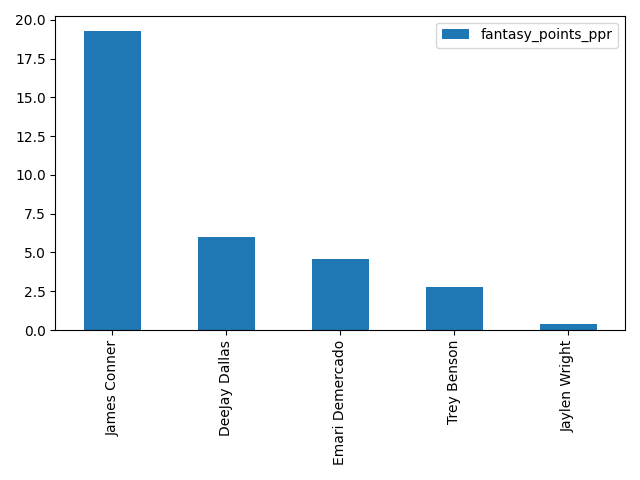 fantasy_points_ppr
20.0
17.5
15.0
12.5
10.0
7.5
5.0
2.5
0.0
James Conner
DeeJay Dallas
Emari Demercado
Trey Benson
Jaylen Wright